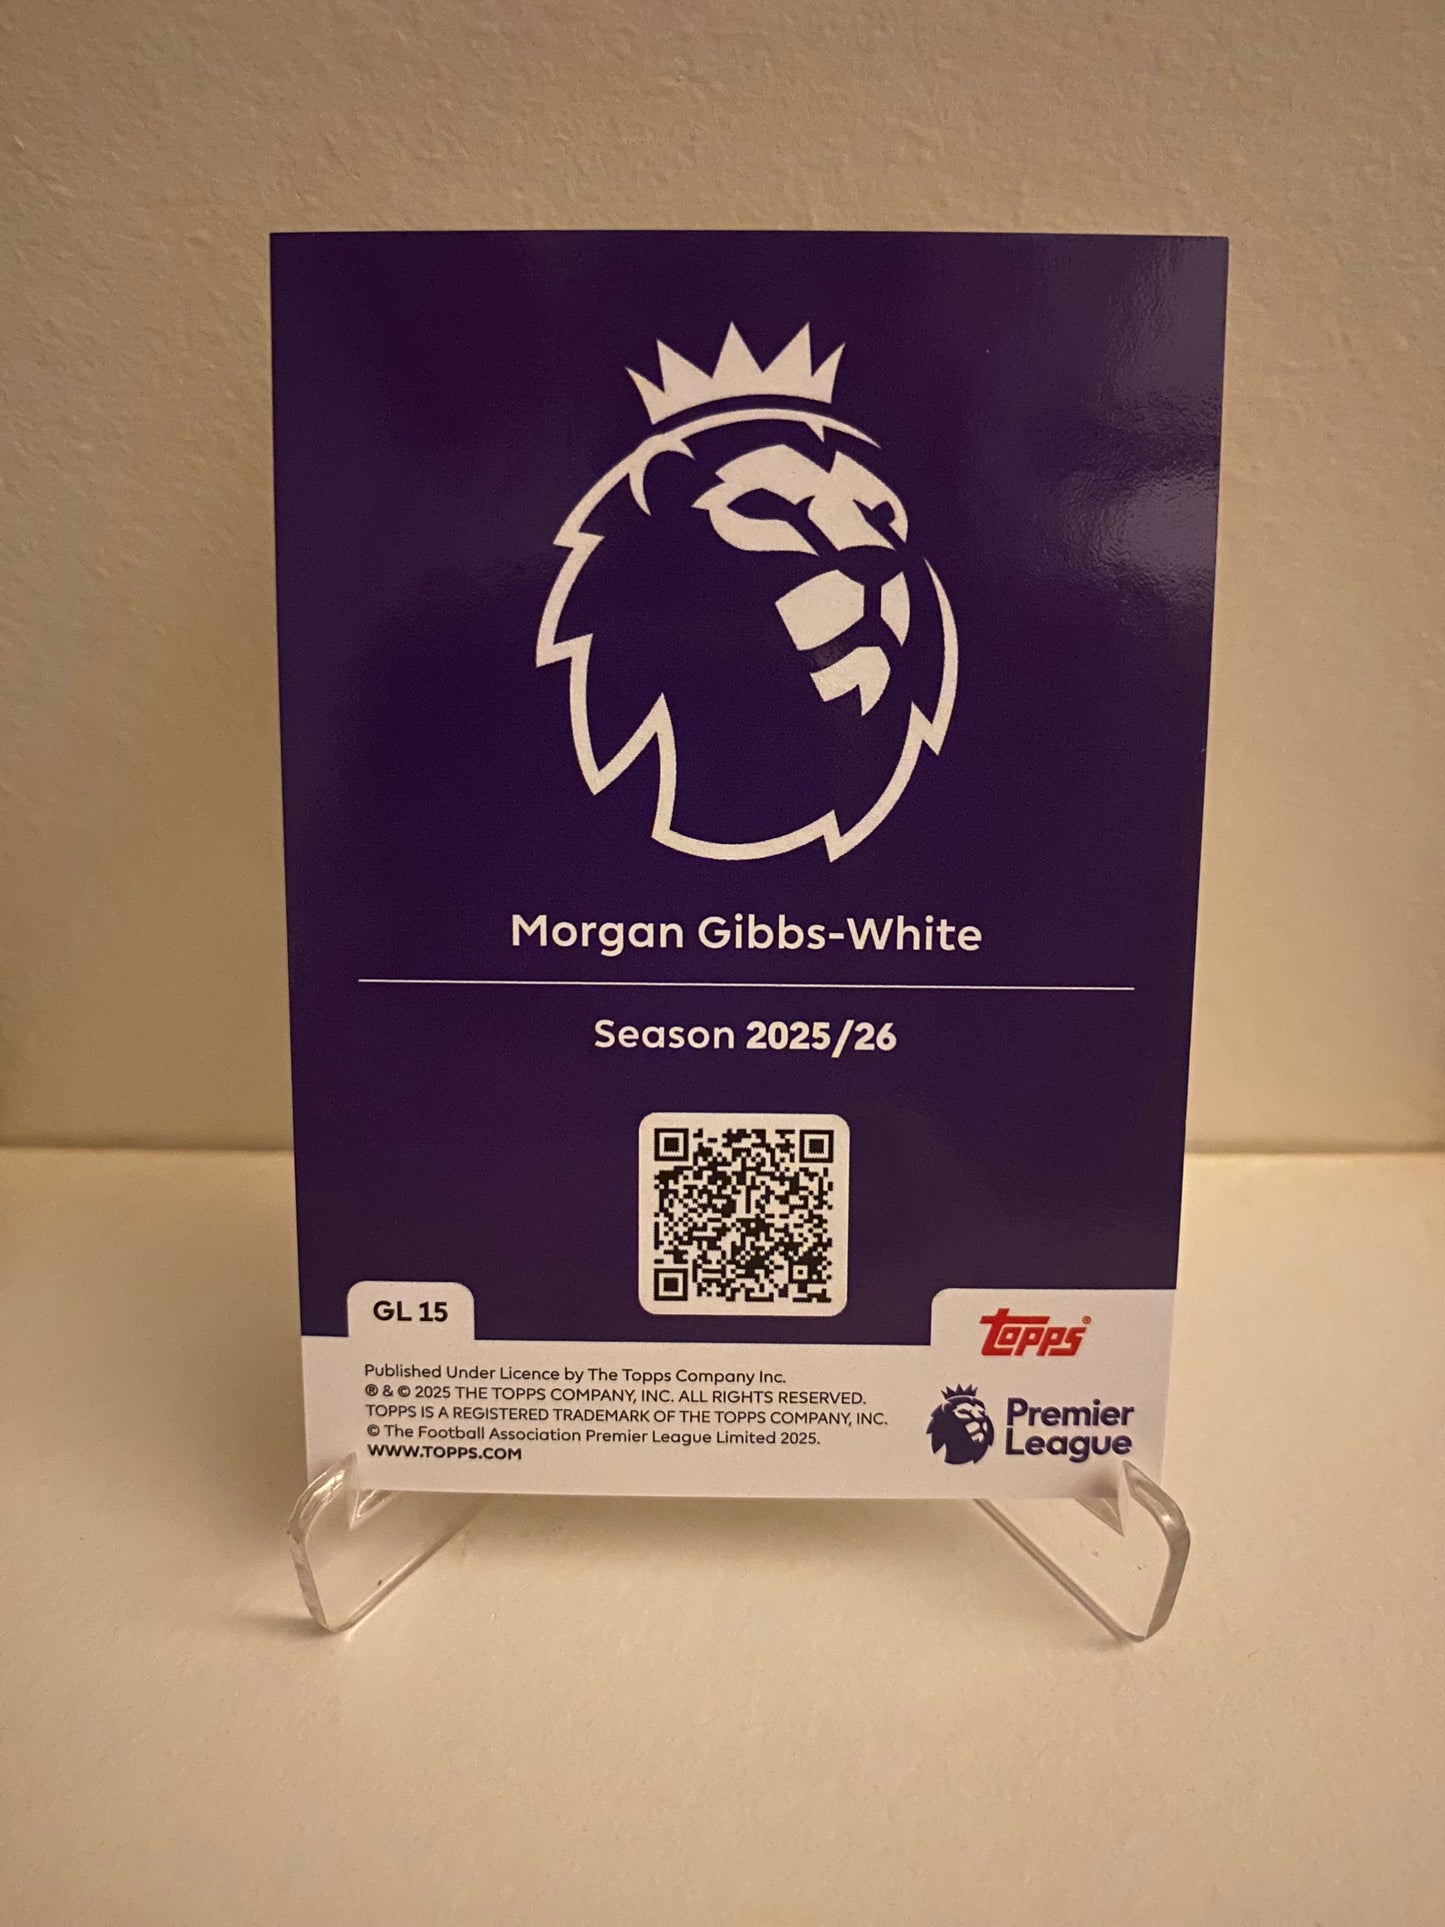 Morgan Gibbs-White
Season 2025/26
GL 15
TOPPS®
Published Under Licence by The Topps Company Inc.
® & © 2025 THE TOPPS COMPANY, INC. ALL RIGHTS RESERVED.
TOPPS IS A REGISTERED TRADEMARK OF THE TOPPS COMPANY, INC.
© The Football Association Premier League Limited 2025.
WWW.TOPPS.COM
Premier
League